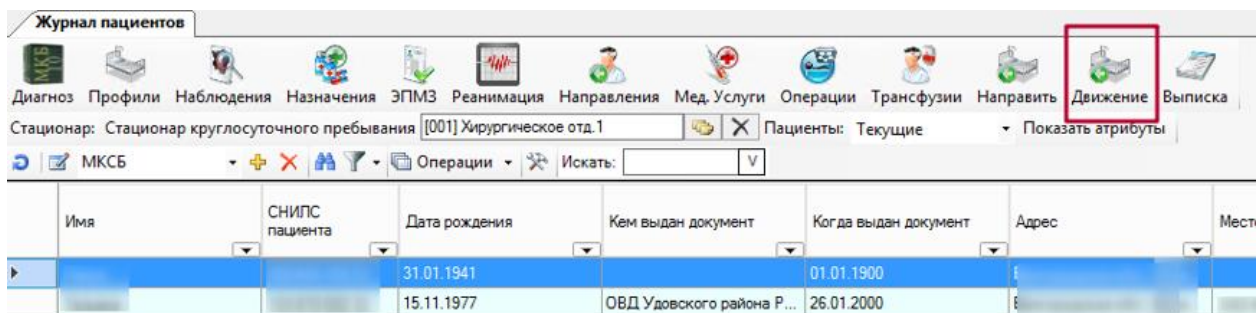 Журнал пациентов
МКБ 10
Диагноз Профили Наблюдения Назначения ЭПМЗ Реанимация Направления Мед. Услуги Операции Трансфузии Направить Движение Выписка
Стационар: Стационар круглосуточного пребывания [001] Хирургическое отд.1 Пациенты: Текущие Показать атрибуты
МКСБ Операции Искать: V
Имя СНИЛС пациента Дата рождения Кем выдан документ Когда выдан документ Адрес Место
31.01.1941 01.01.1900
15.11.1977 ОВД Удовского района Р... 26.01.2000